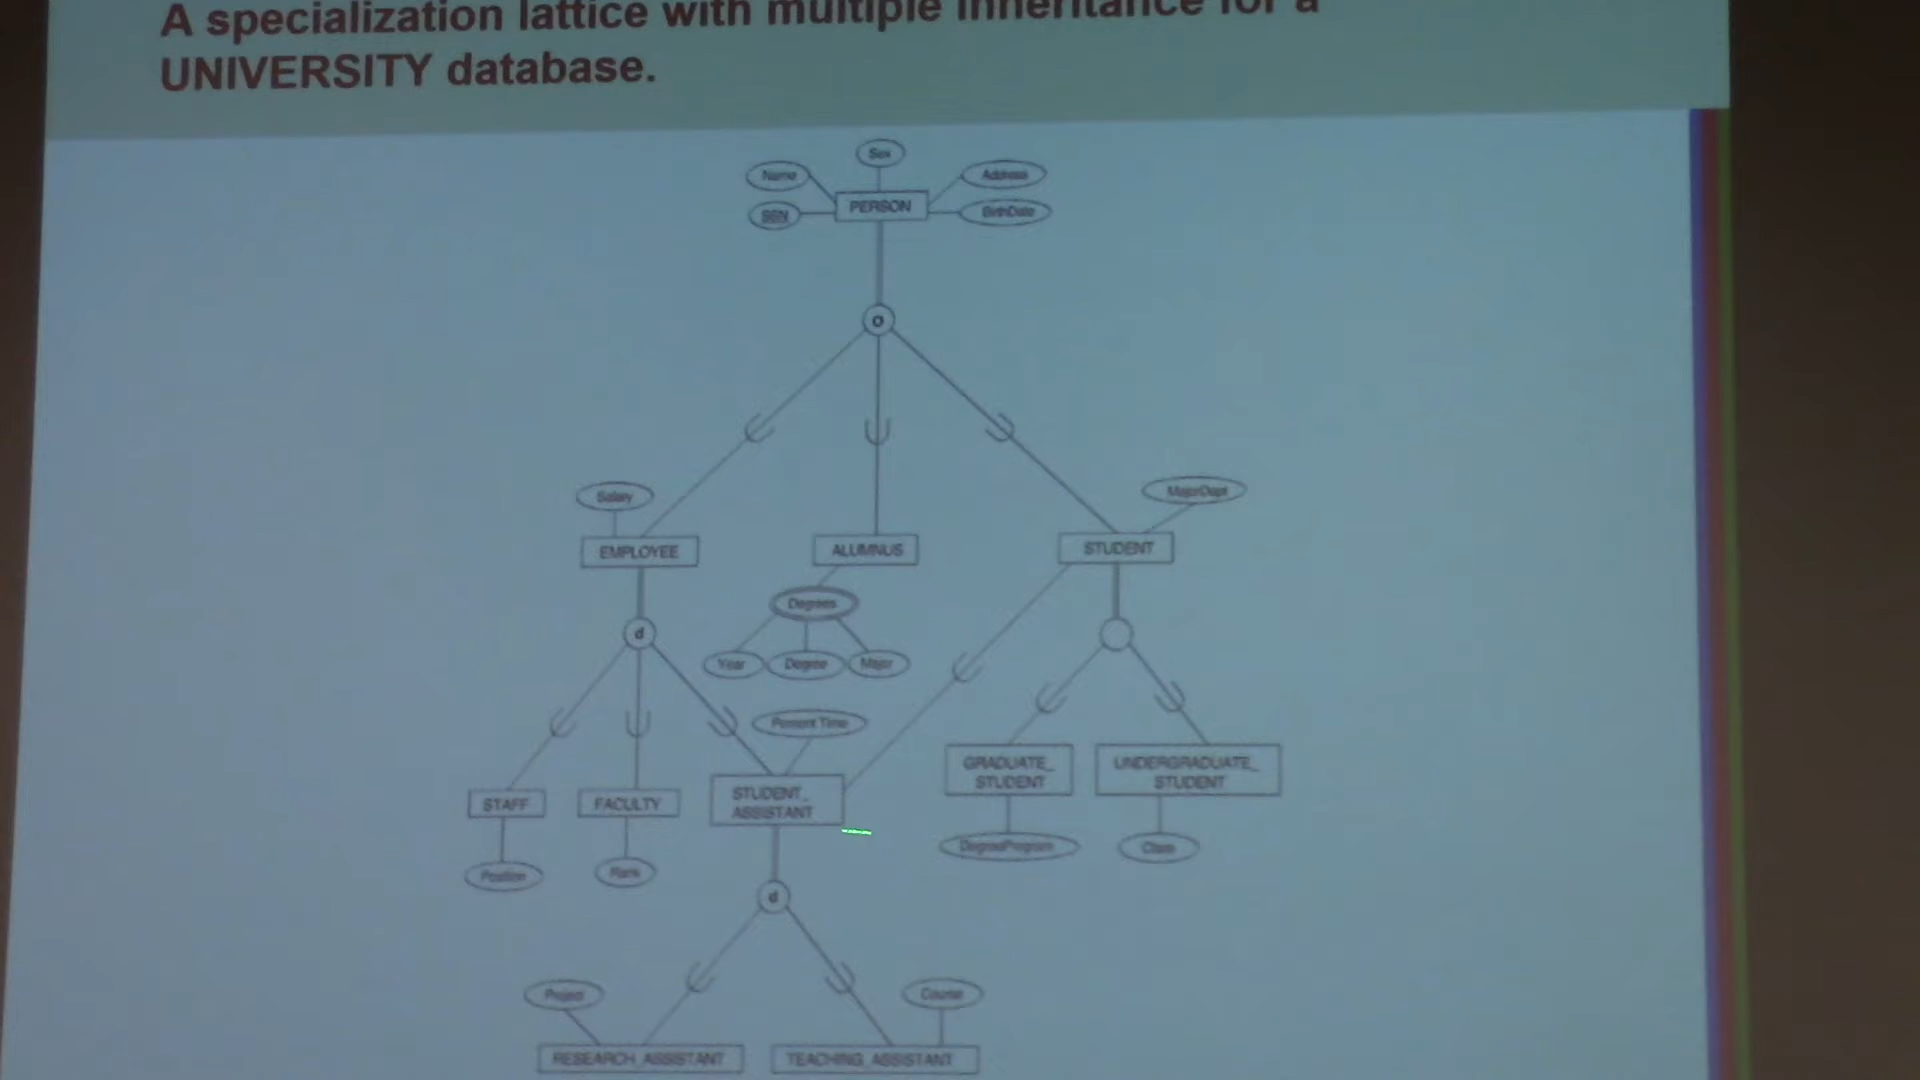 A specialization lattice with multiple inheritance for a
UNIVERSITY database.
Sex
Name
Address
SSN
PERSON
BirthDate
o
Salary
MajorDept
EMPLOYEE
ALUMNUS
STUDENT
Degrees
d
Year
Degree
Major
Percent Time
GRADUATE_
STUDENT
UNDERGRADUATE_
STUDENT
STAFF
FACULTY
STUDENT_
ASSISTANT
DegreeProgram
Class
Position
Rank
d
Project
Course
RESEARCH_ASSISTANT
TEACHING_ASSISTANT